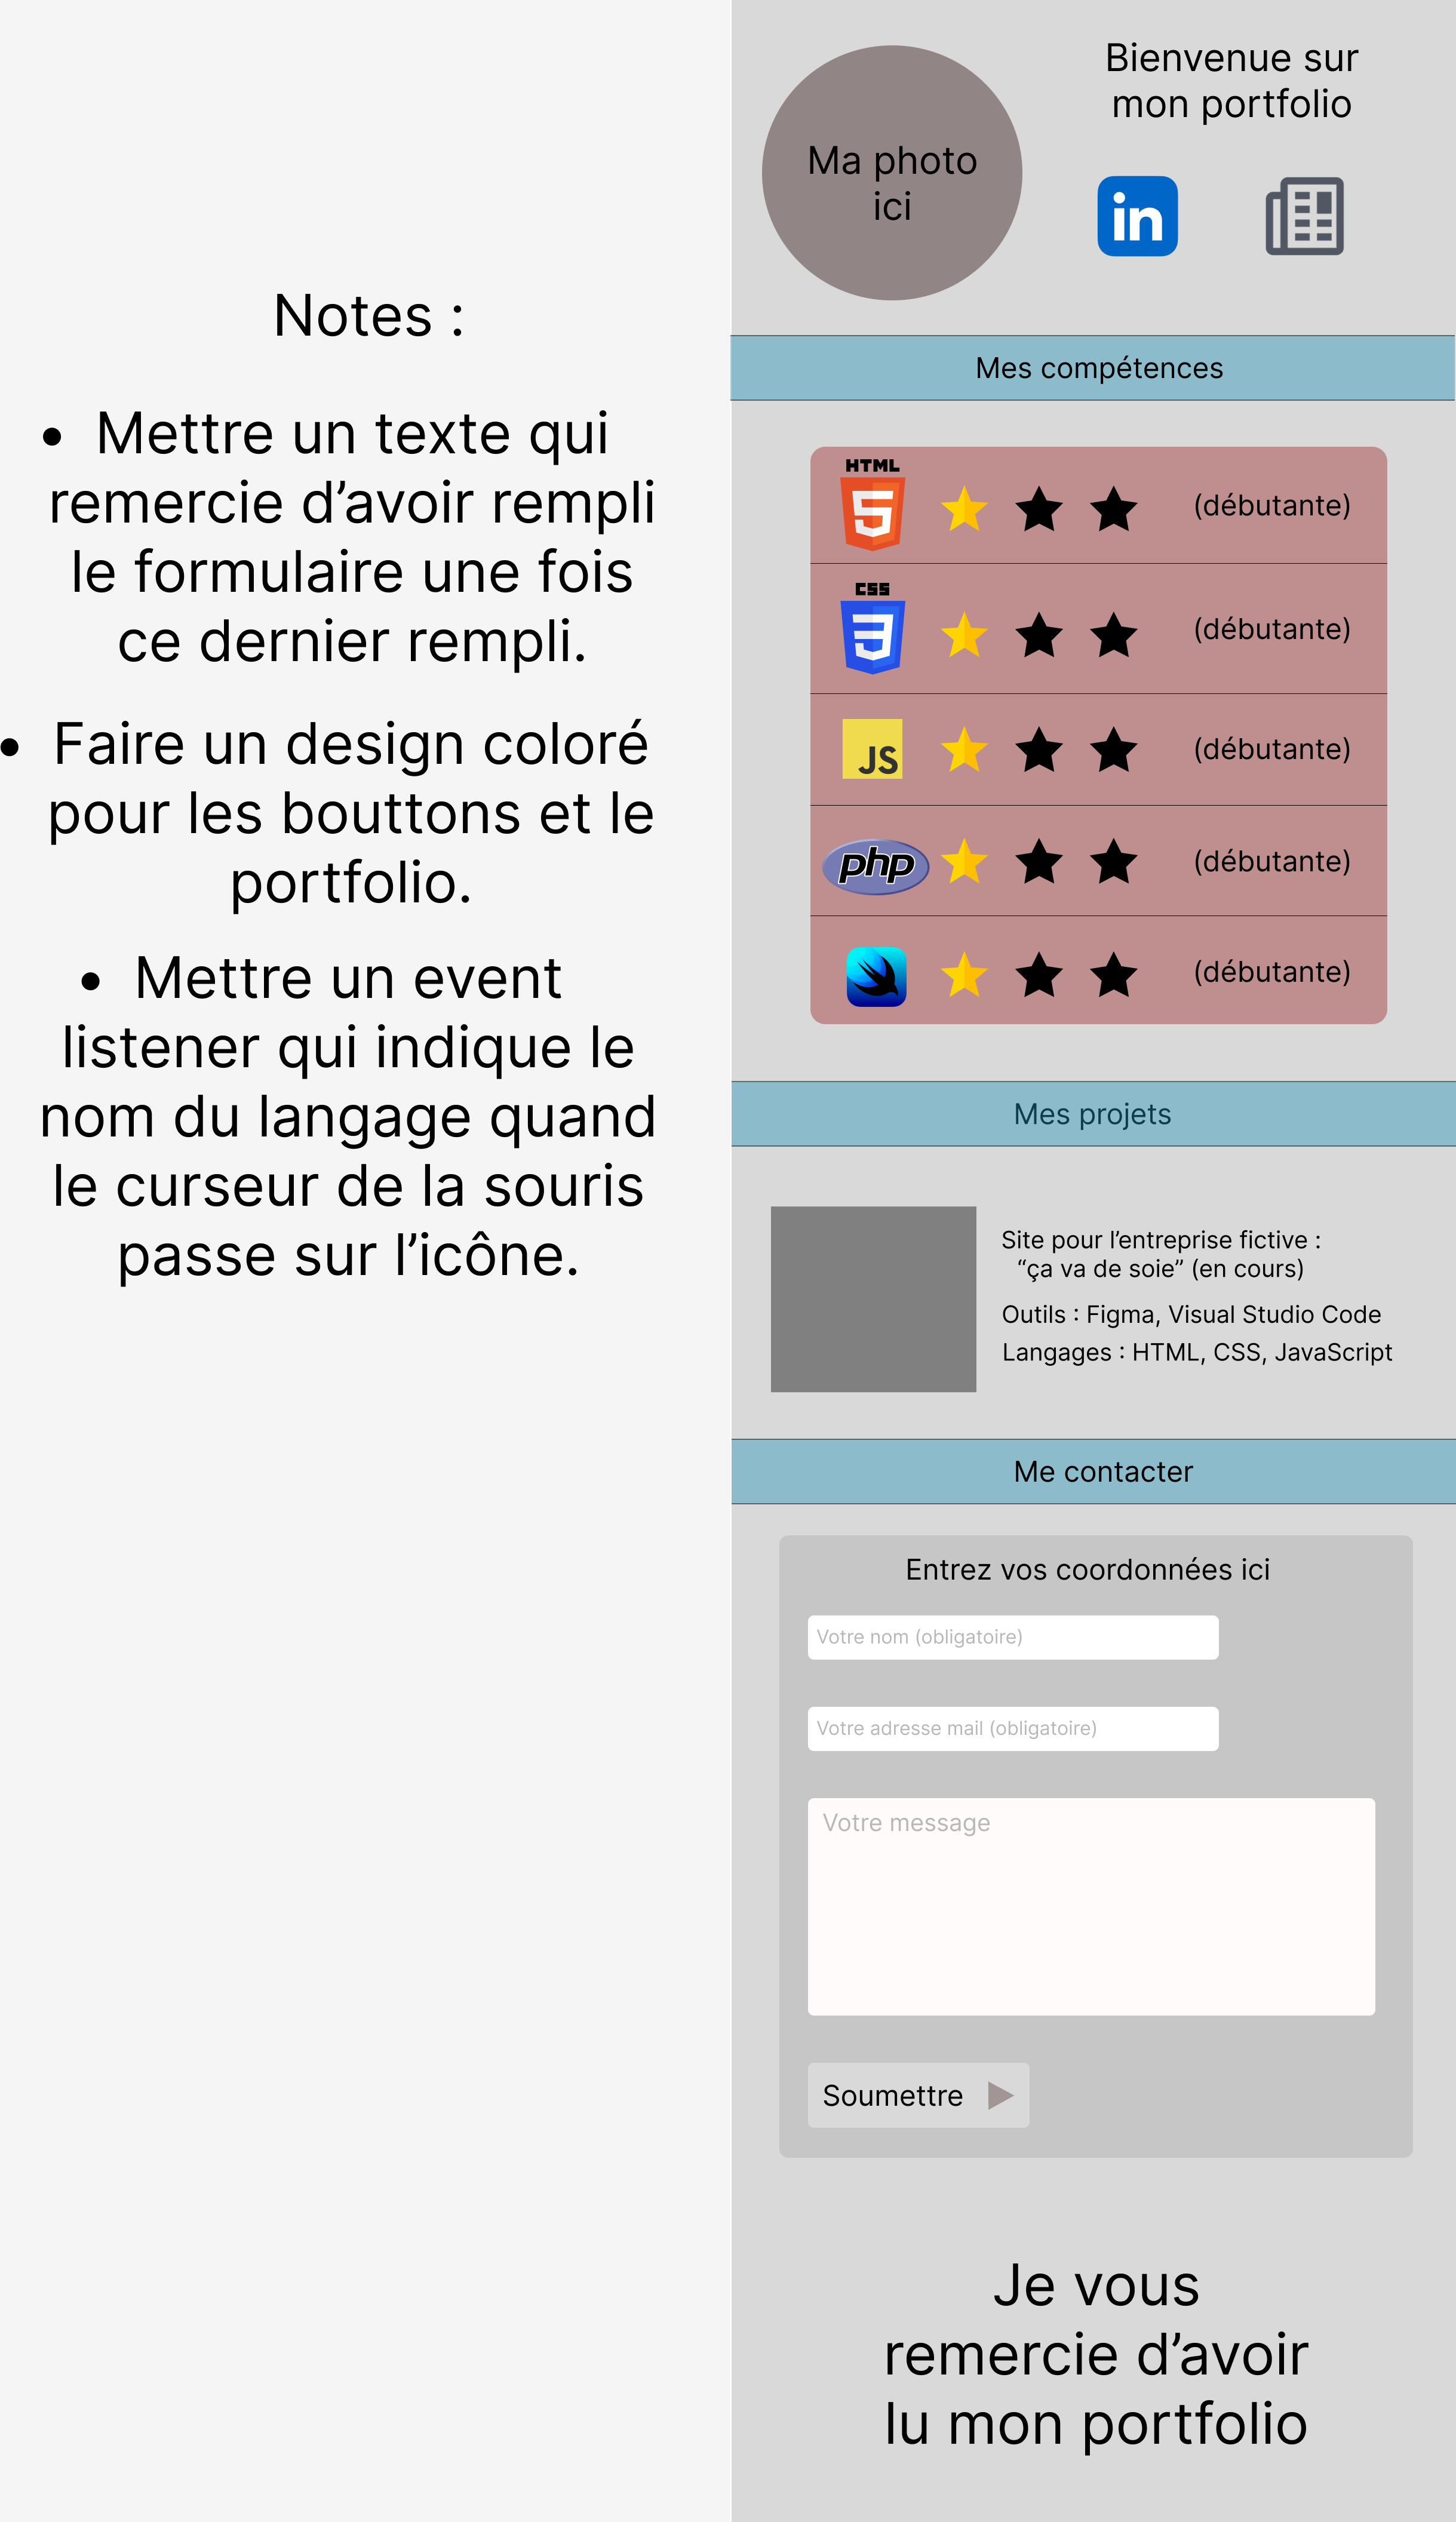 Notes :
• Mettre un texte qui
remercie d’avoir rempli
le formulaire une fois
ce dernier rempli.
• Faire un design coloré
pour les bouttons et le
portfolio.
• Mettre un event
listener qui indique le
nom du langage quand
le curseur de la souris
passe sur l’icône.
Ma photo
ici
Bienvenue sur
mon portfolio
in
Mes compétences
HTML
5
(débutante)
CSS
3
(débutante)
JS
(débutante)
php
(débutante)
(débutante)
Mes projets
Site pour l’entreprise fictive :
“ça va de soie” (en cours)
Outils : Figma, Visual Studio Code
Langages : HTML, CSS, JavaScript
Me contacter
Entrez vos coordonnées ici
Votre nom (obligatoire)
Votre adresse mail (obligatoire)
Votre message
Soumettre
Je vous
remercie d’avoir
lu mon portfolio